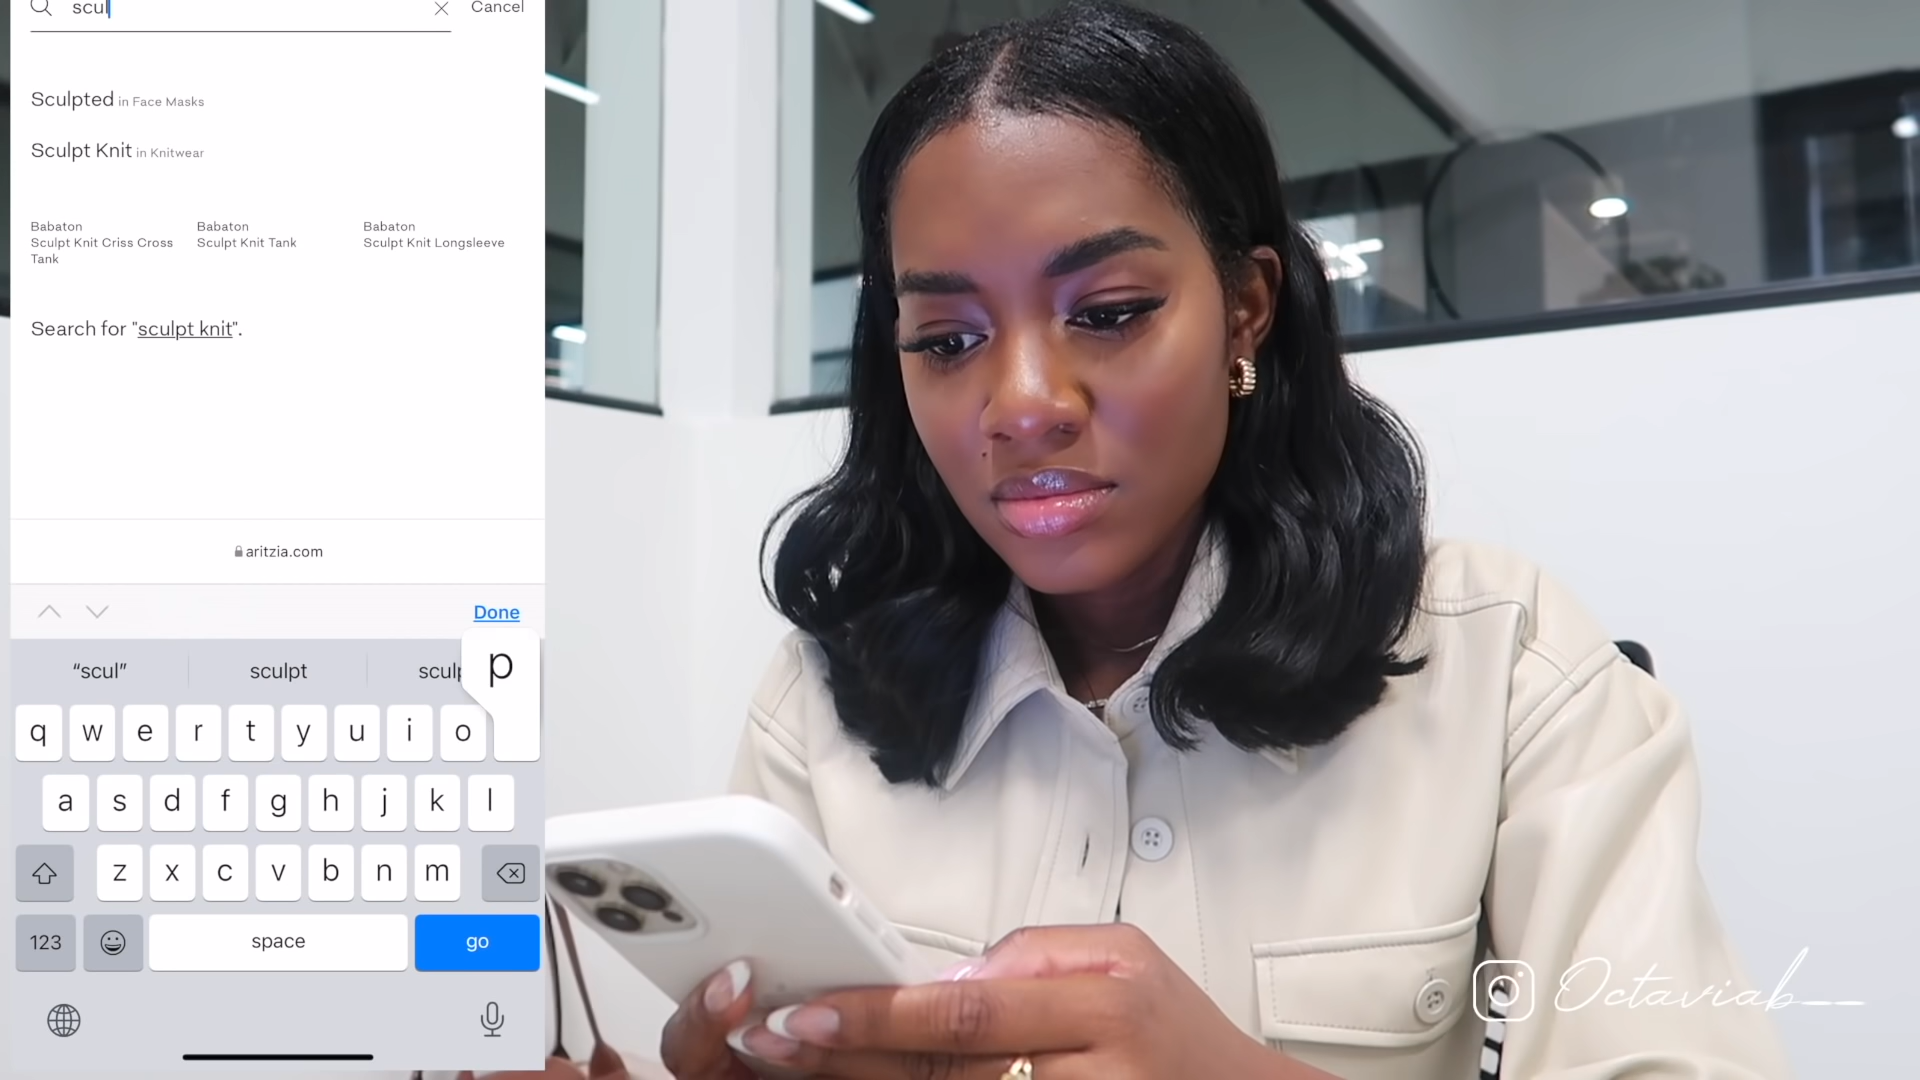 scul
Cancel
Sculpted in Face Masks
Sculpt Knit in Knitwear
Babaton
Sculpt Knit Criss Cross
Tank
Babaton
Sculpt Knit Tank
Babaton
Sculpt Knit Longsleeve
Search for "sculpt knit".
aritzia.com
Done
“scul” sculpt sculp
p
q w e r t y u i o
a s d f g h j k l
z x c v b n m
123 space go
Octaviab__